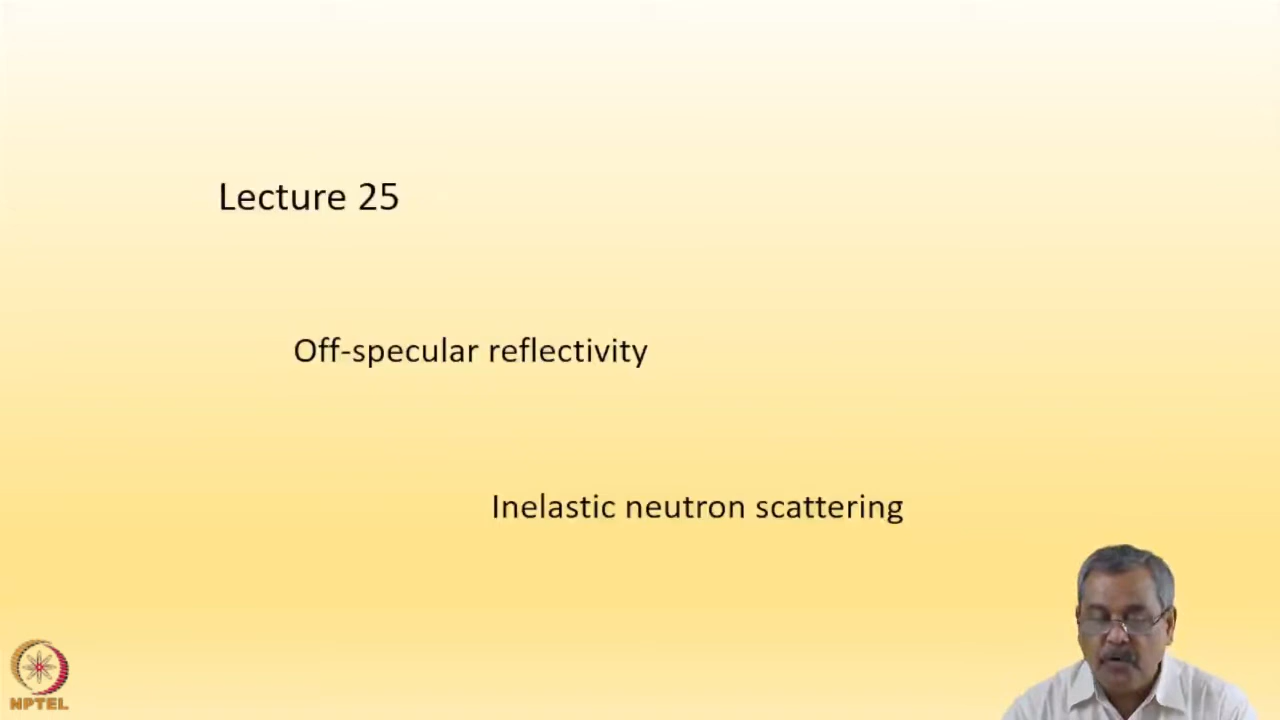 Lecture 25
Off-specular reflectivity
Inelastic neutron scattering
NPTEL